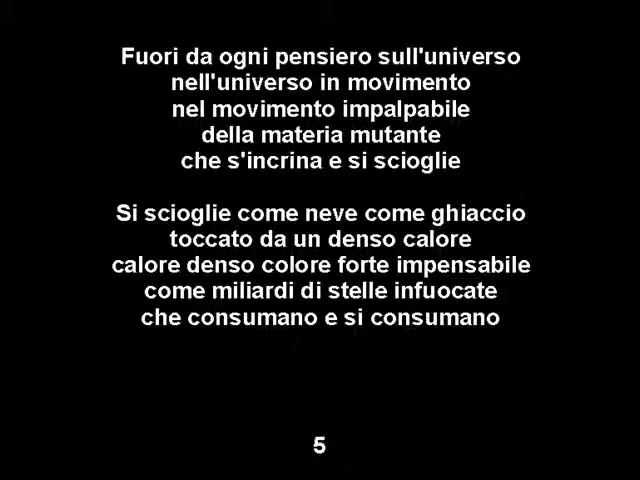 Fuori da ogni pensiero sull'universo
nell'universo in movimento
nel movimento impalpabile
della materia mutante
che s'incrina e si scioglie
Si scioglie come neve come ghiaccio
toccato da un denso calore
calore denso colore forte impensabile
come miliardi di stelle infuocate
che consumano e si consumano
5